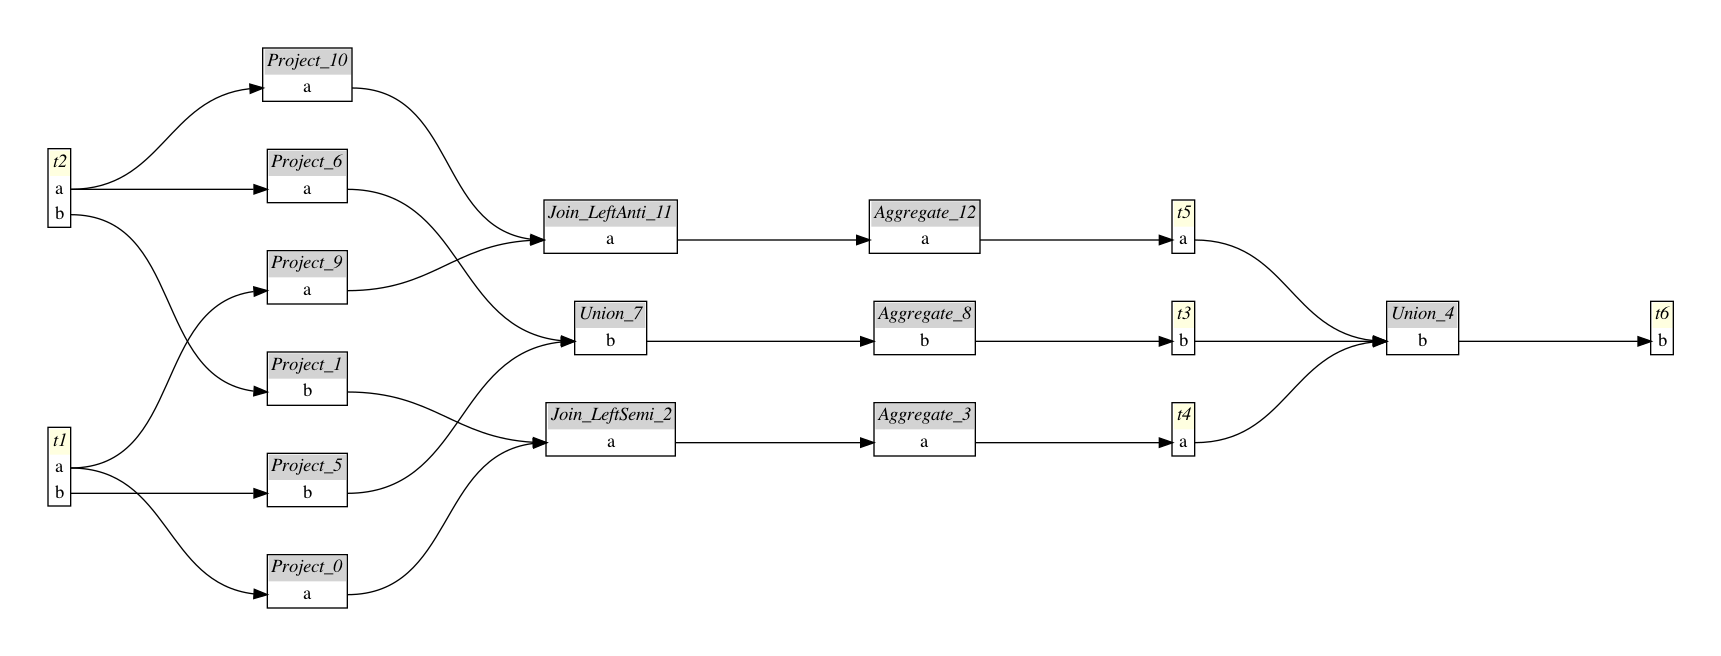 t2
a
b
t1
a
b
Project_10
a
Project_6
a
Project_9
a
Project_1
b
Project_5
b
Project_0
a
Join_LeftAnti_11
a
Union_7
b
Join_LeftSemi_2
a
Aggregate_12
a
Aggregate_8
b
Aggregate_3
a
t5
a
t3
b
t4
a
Union_4
b
t6
b